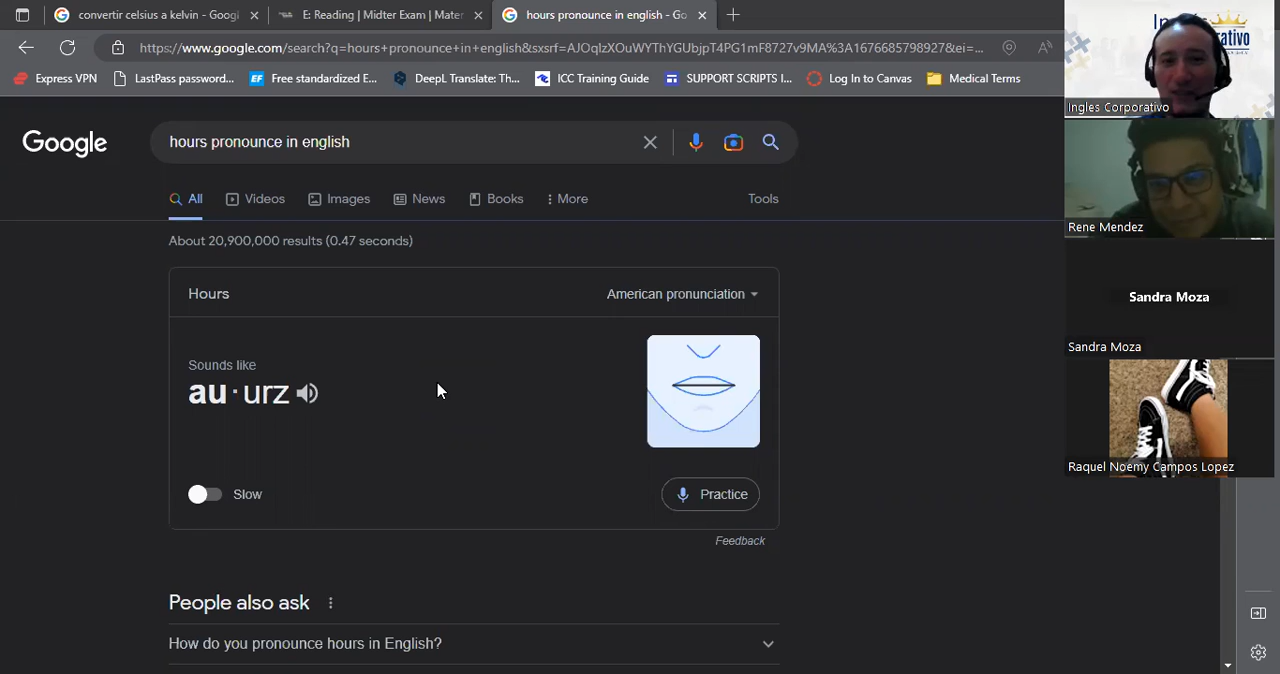 convertir celsius a kelvin - Googl
E: Reading | Midter Exam | Mater
hours pronounce in english - Go
https://www.google.com/search?q=hours+pronounce+in+english&sxsrf=AJOqlzXOuWYThYGUbjpT4PG1mF8727v9MA%3A1676685798927&ei=...
Express VPN
LastPass password...
EF
Free standardized E...
DeepL Translate: Th...
ICC Training Guide
SUPPORT SCRIPTS I...
Log In to Canvas
Medical Terms
Ingles Corporativo
Rene Mendez
Sandra Moza
Sandra Moza
Raquel Noemy Campos Lopez
Google
hours pronounce in english
All
Videos
Images
News
Books
More
Tools
About 20,900,000 results (0.47 seconds)
Hours
American pronunciation
Sounds like
au · urz
Slow
Practice
Feedback
People also ask
How do you pronounce hours in English?